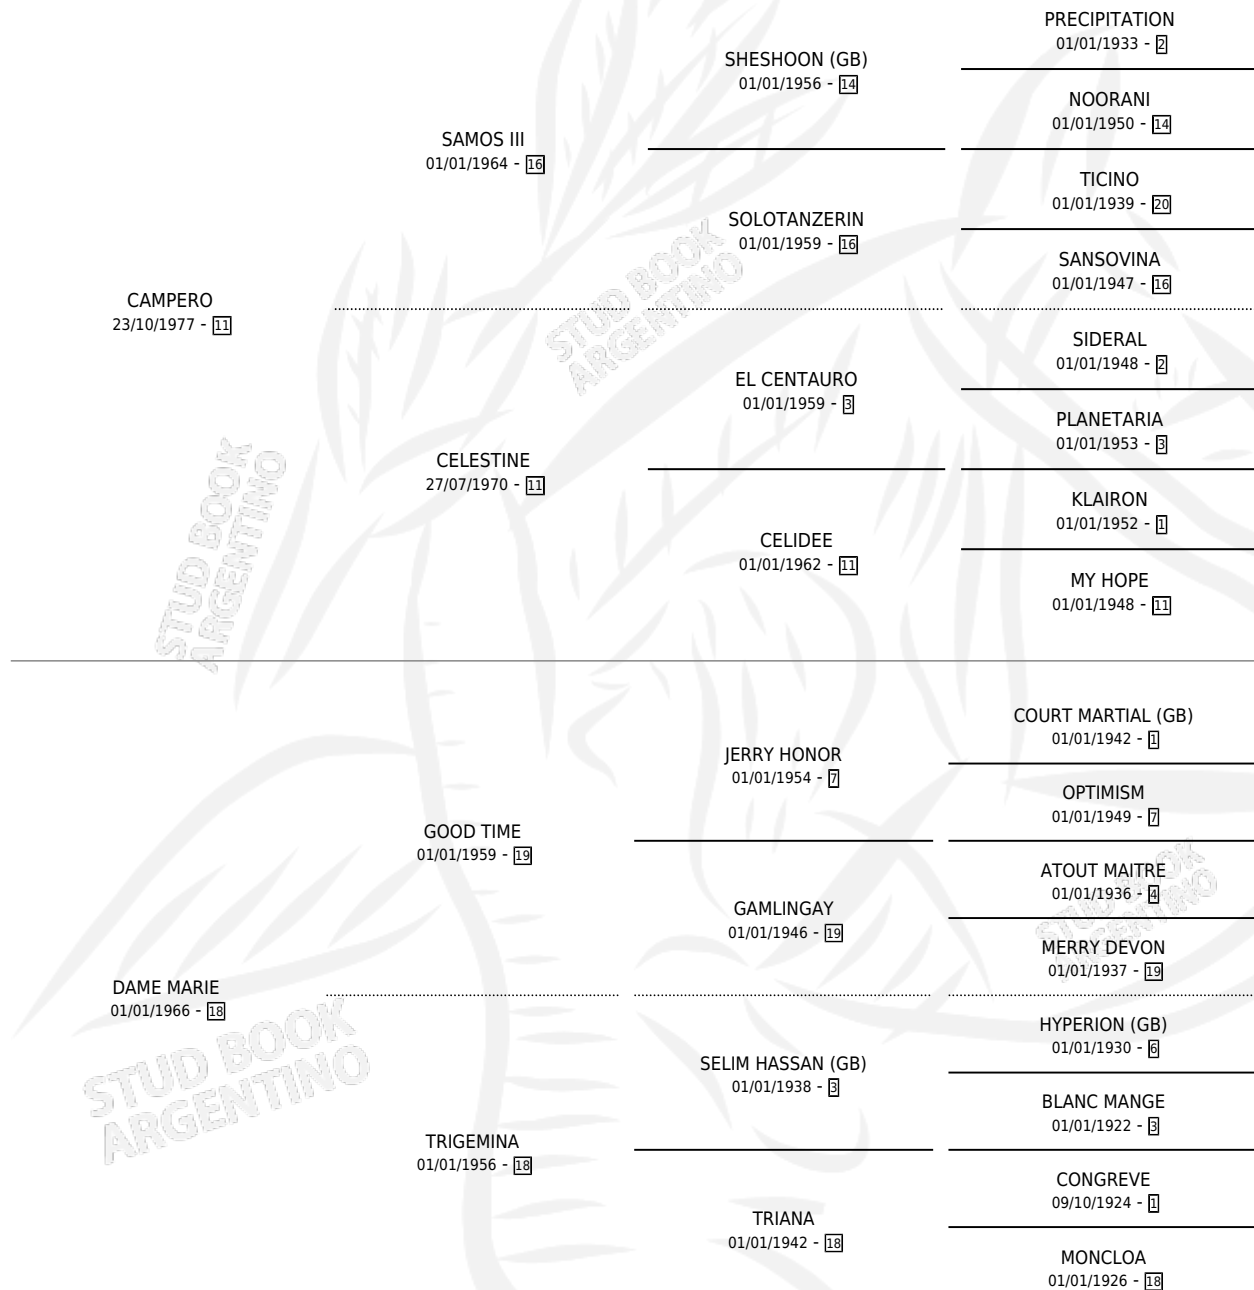 PRECIPITATION
01/01/1933 - 2
SHESHOON (GB)
01/01/1956 - 14
NOORANI
01/01/1950 - 14
SAMOS III
01/01/1964 - 16
TICINO
01/01/1939 - 20
SOLOTANZERIN
01/01/1959 - 16
SANSOVINA
01/01/1947 - 16
CAMPERO
23/10/1977 - 11
STUD BOOK
ARGENTINO
SIDERAL
01/01/1948 - 2
EL CENTAURO
01/01/1959 - 3
PLANETARIA
01/01/1953 - 3
CELESTINE
27/07/1970 - 11
KLAIRON
01/01/1952 - 1
CELIDEE
01/01/1962 - 11
MY HOPE
01/01/1948 - 11
STUD BOOK
ARGENTINO
COURT MARTIAL (GB)
01/01/1942 - 1
JERRY HONOR
01/01/1954 - 7
OPTIMISM
01/01/1949 - 7
GOOD TIME
01/01/1959 - 19
ATOUT MAITRE
01/01/1936 - 4
GAMLINGAY
01/01/1946 - 19
MERRY DEVON
01/01/1937 - 19
STUD BOOK
ARGENTINO
DAME MARIE
01/01/1966 - 18
STUD BOOK
ARGENTINO
HYPERION (GB)
01/01/1930 - 6
SELIM HASSAN (GB)
01/01/1938 - 3
BLANC MANGE
01/01/1922 - 3
TRIGEMINA
01/01/1956 - 18
CONGREVE
09/10/1924 - 1
TRIANA
01/01/1942 - 18
MONCLOA
01/01/1926 - 18